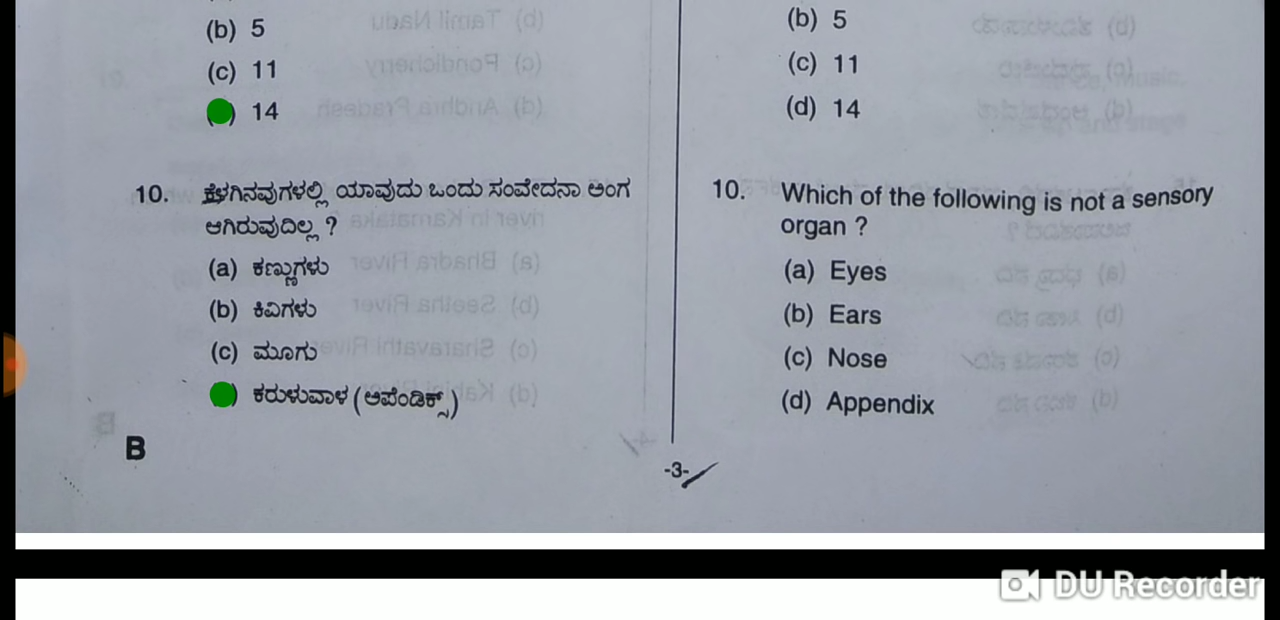 (b) 5
(c) 11
) 14
10. ಕೆಳಗಿನವುಗಳಲ್ಲಿ ಯಾವುದು ಒಂದು ಸಂವೇದನಾ ಅಂಗ
ಆಗಿರುವುದಿಲ್ಲ ?
(a) ಕಣ್ಣುಗಳು
(b) ಕಿವಿಗಳು
(c) ಮೂಗು
) ಕರುಳುವಾಳ (ಆಪೆಂಡಿಕ್ಸ್)
B
(b) 5
(c) 11
(d) 14
10. Which of the following is not a sensory
organ ?
(a) Eyes
(b) Ears
(c) Nose
(d) Appendix
-3-
DU Recorder